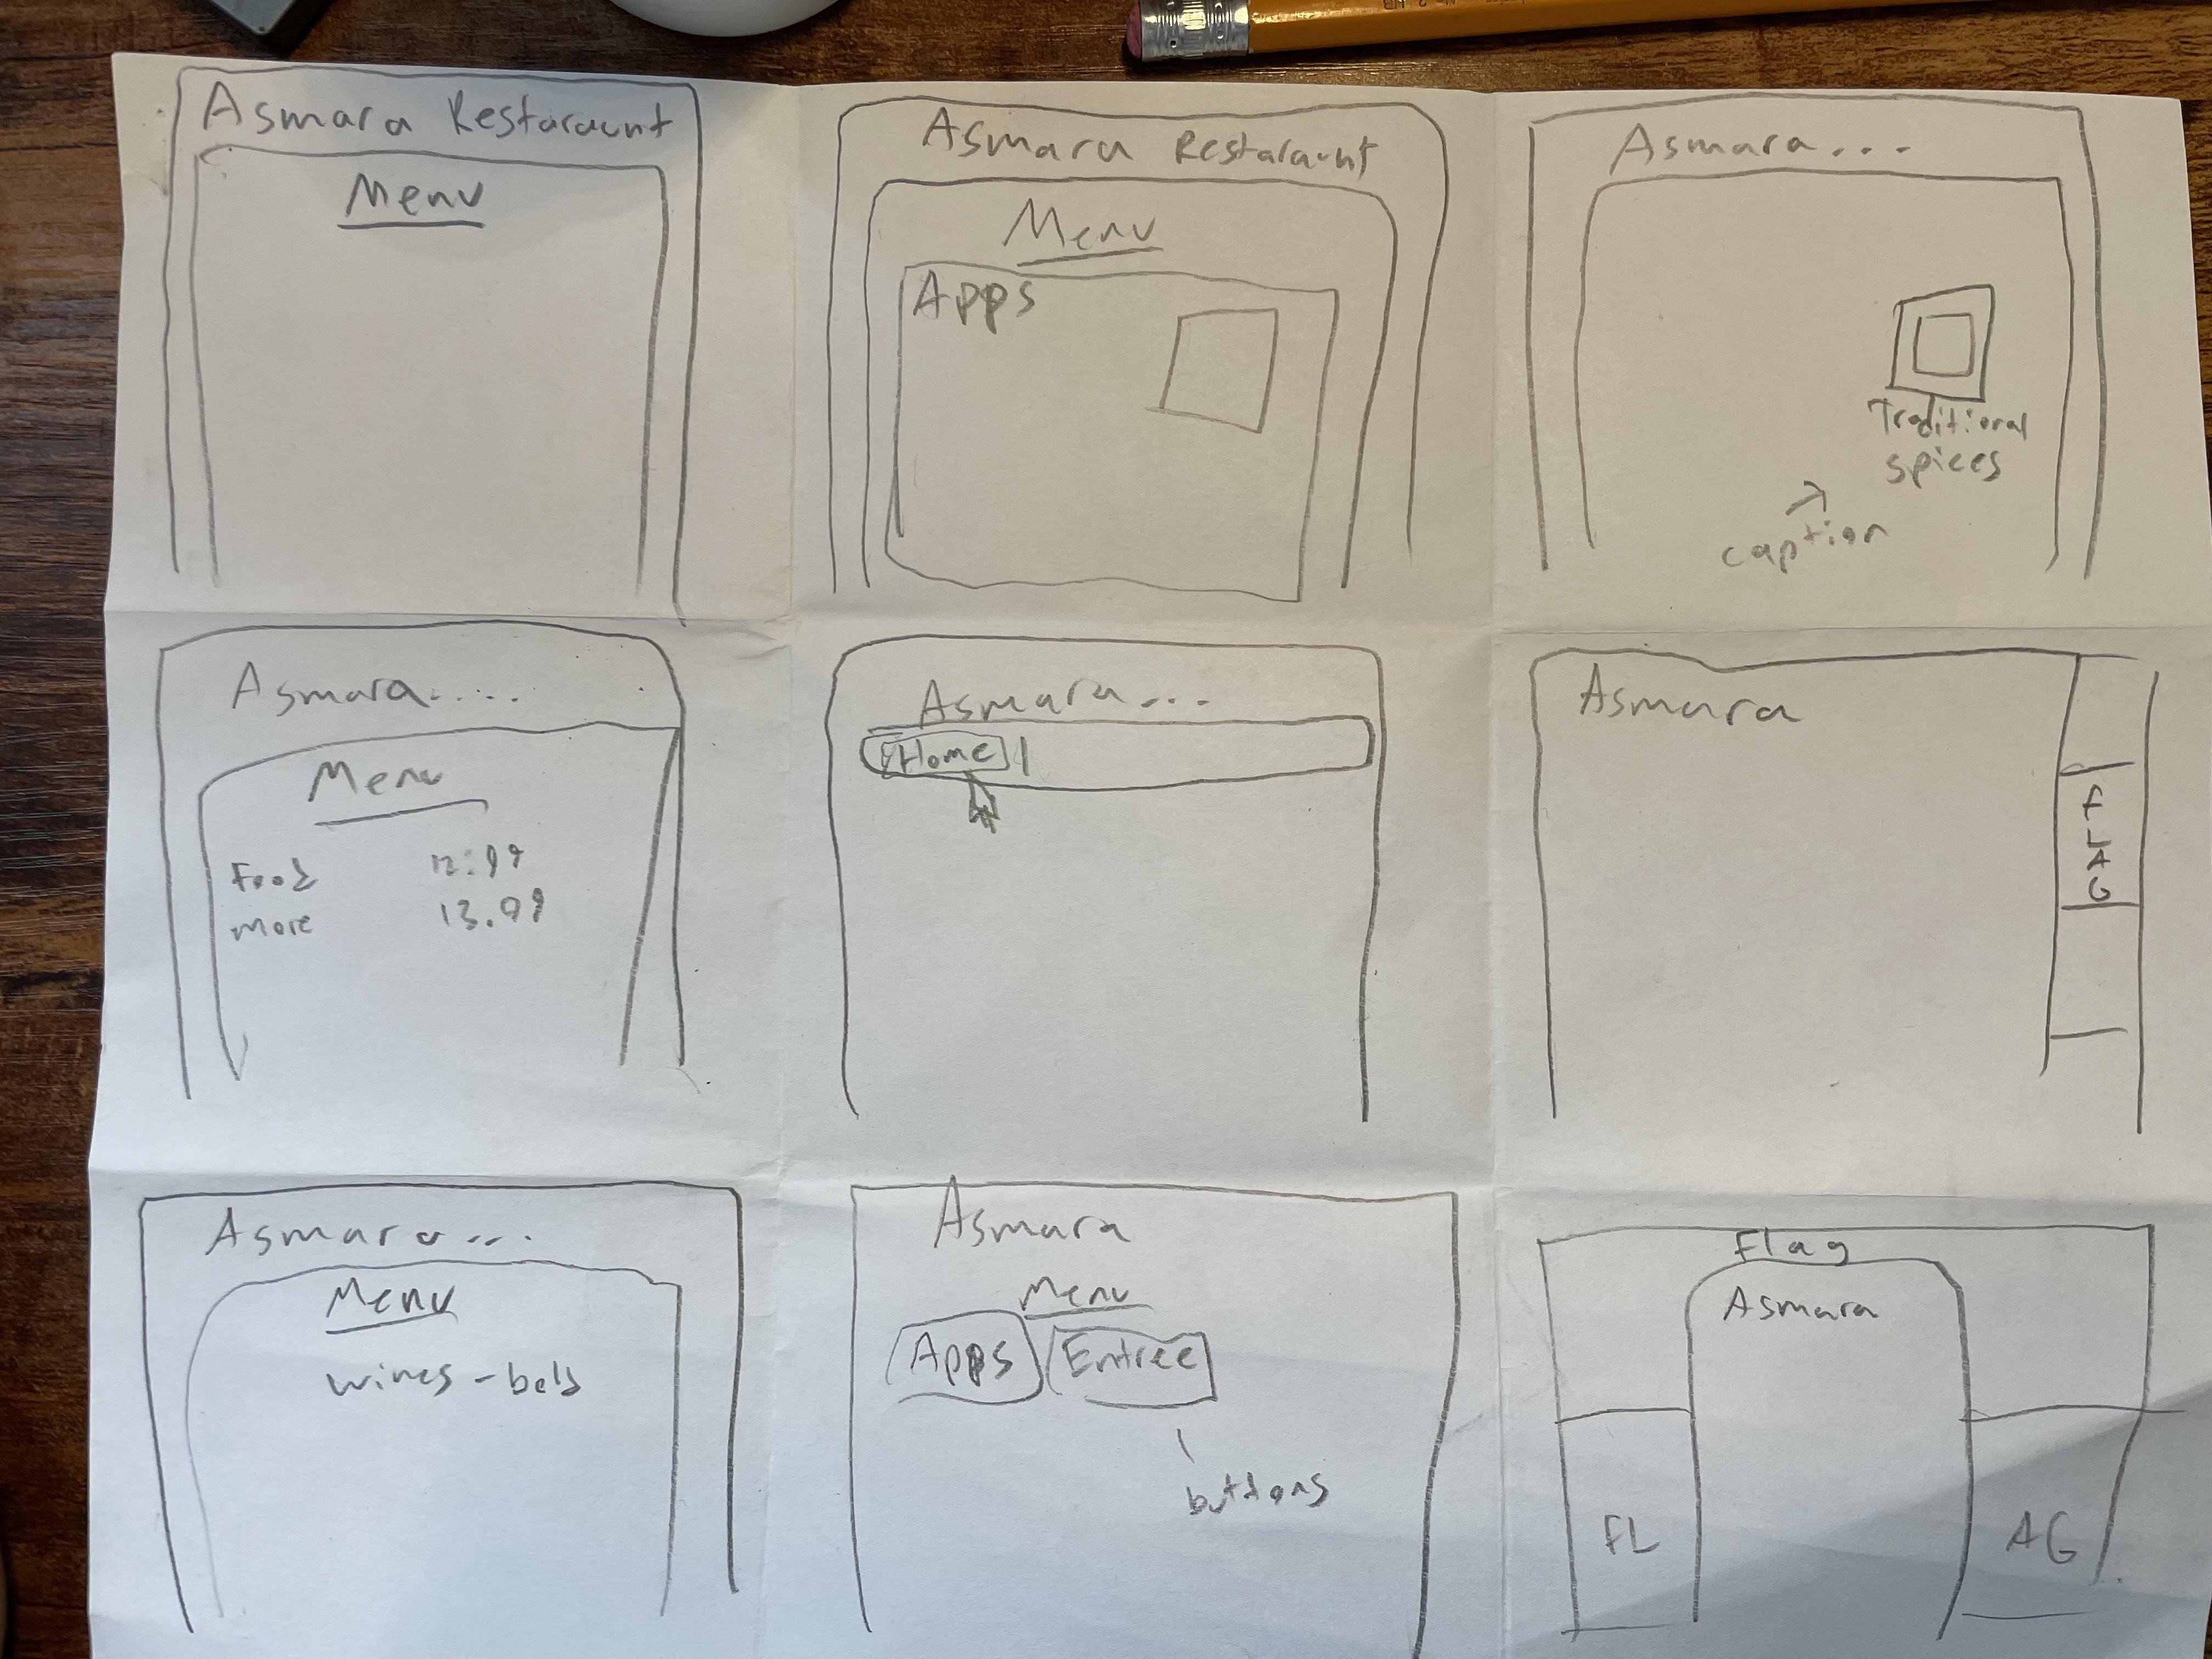 Asmara Restaraunt
Menu
Asmara Restaraunt
Menu
Apps
Asmara...
Traditional
spices
caption
Asmara.....
Menu
Food 12.99
more 13.99
Asmara...
Home
Asmara
FLAG
Asmara...
Menu
wines - bels
Asmara
Menu
Apps Entree
buttons
Flag
Asmara
FL AG